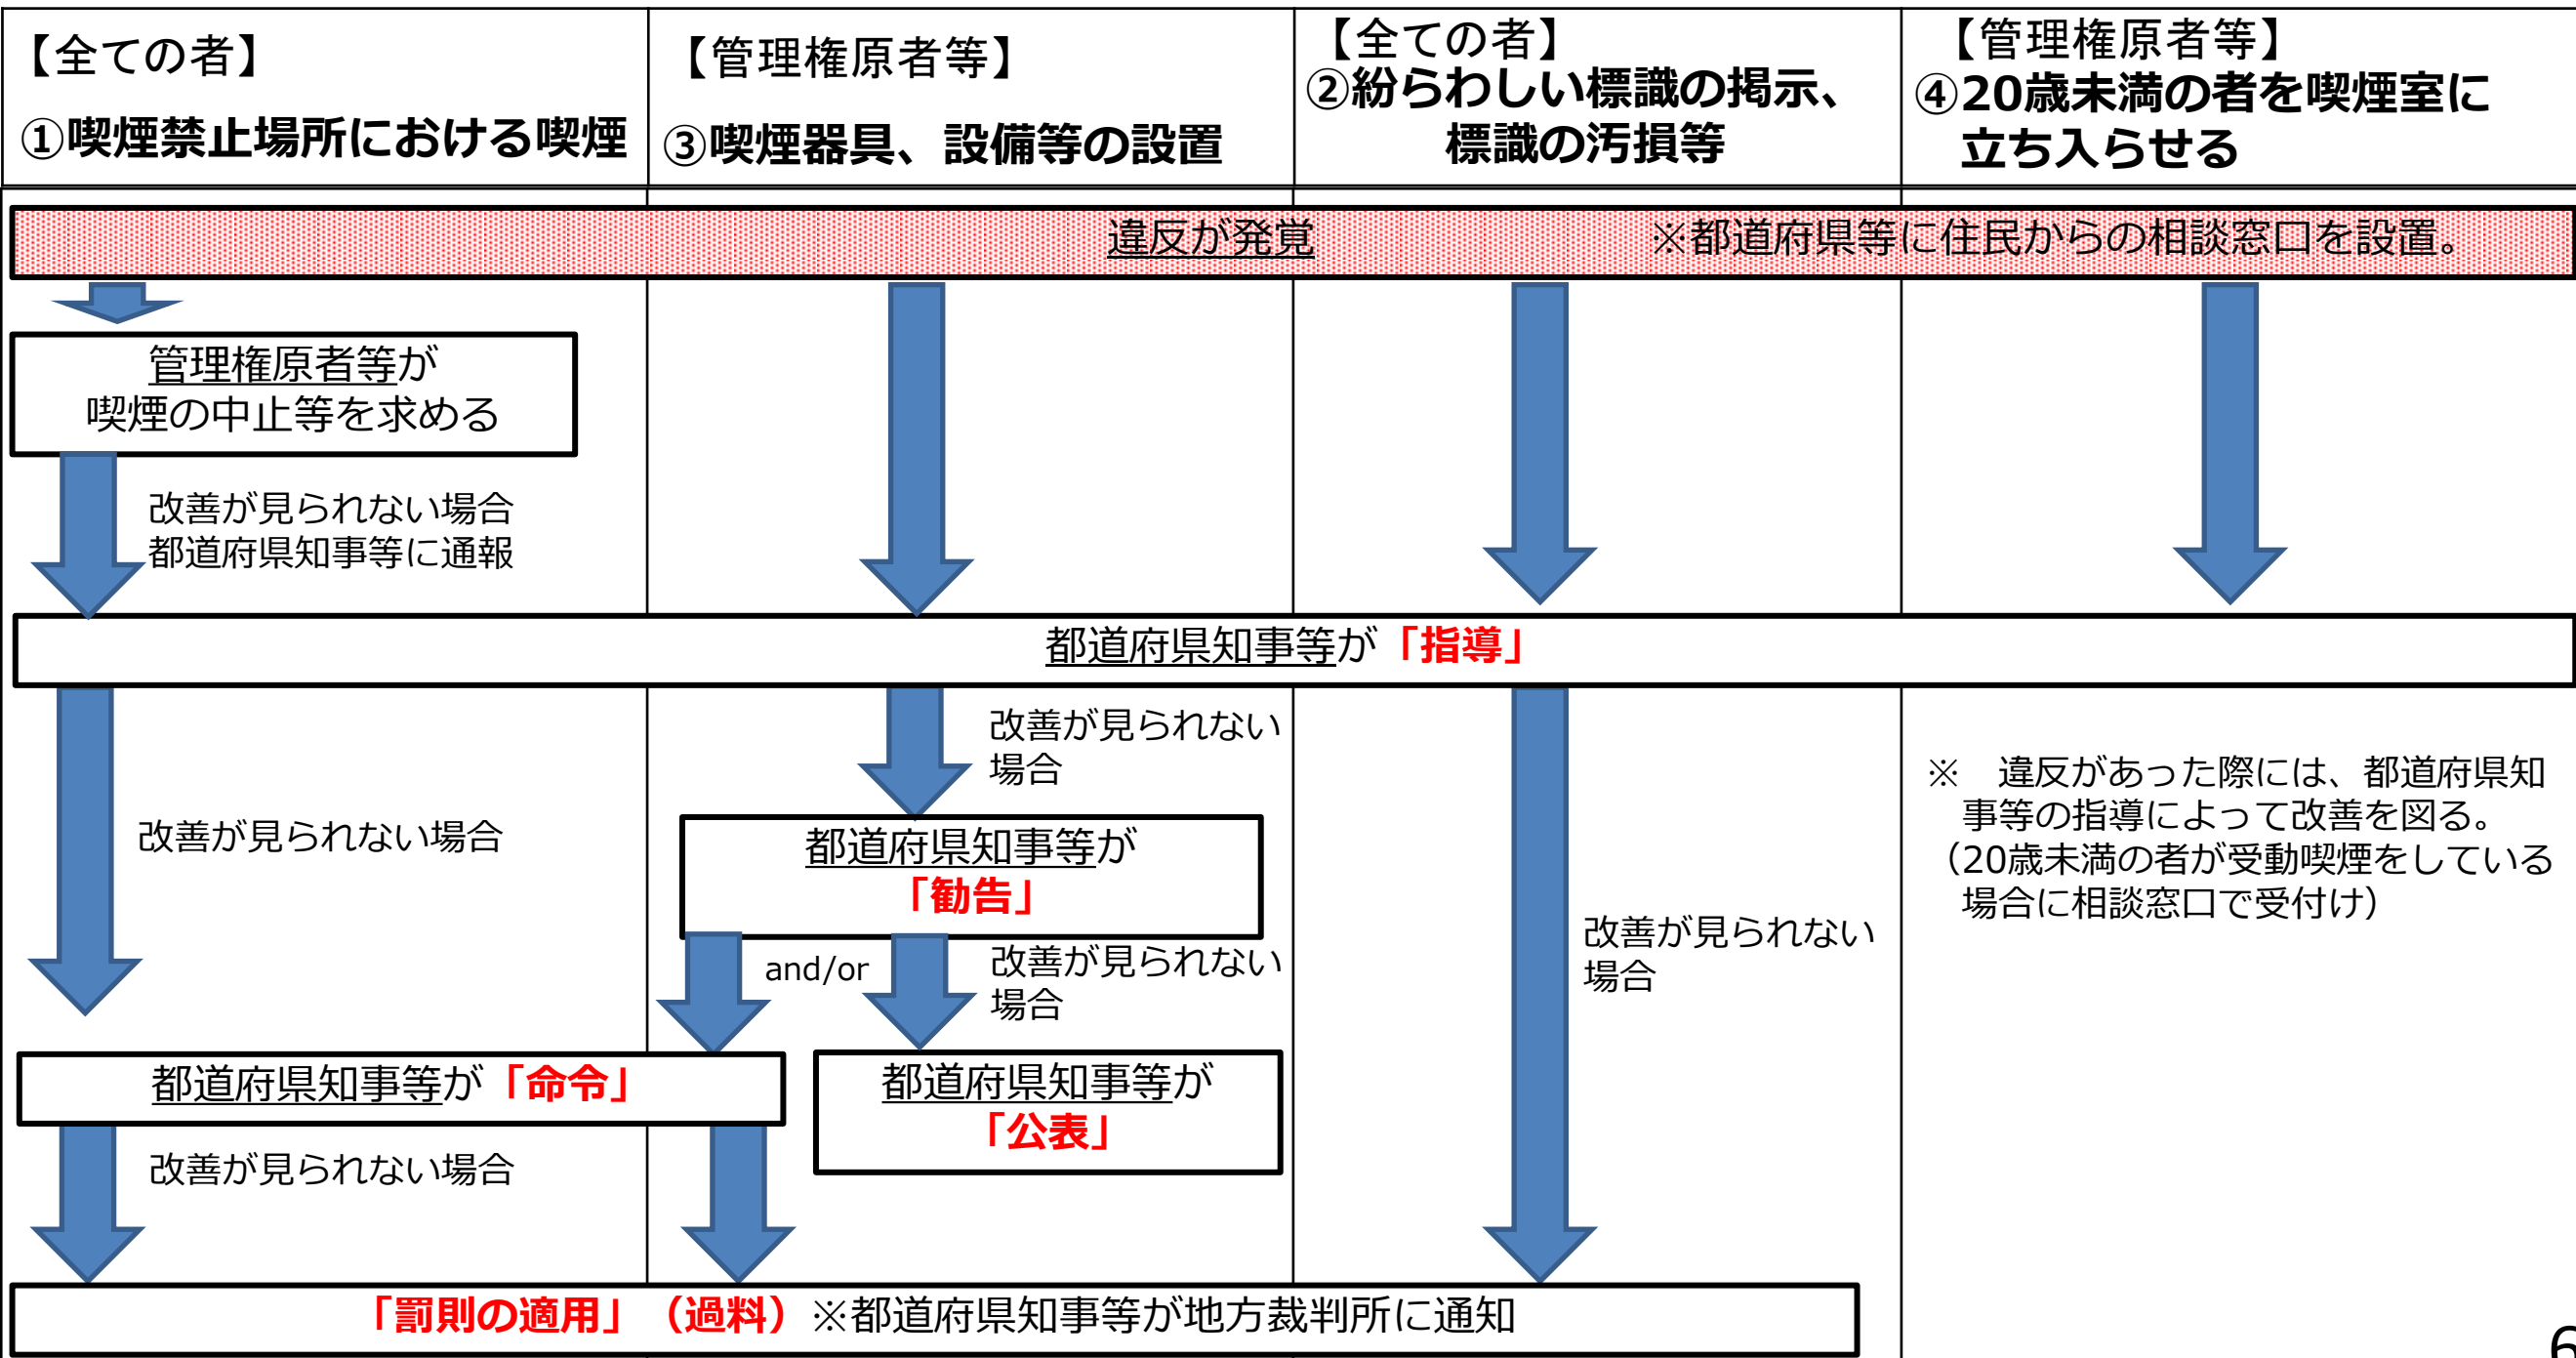 【全ての者】
①喫煙禁止場所における喫煙
【管理権原者等】
③喫煙器具、設備等の設置
【全ての者】
②紛らわしい標識の掲示、
標識の汚損等
【管理権原者等】
④20歳未満の者を喫煙室に
立ち入らせる
違反が発覚 ※都道府県等に住民からの相談窓口を設置。
管理権原者等が
喫煙の中止等を求める
改善が見られない場合
都道府県知事等に通報
都道府県知事等が「指導」
改善が見られない場合
改善が見られない
場合
都道府県知事等が
「勧告」
and/or
改善が見られない
場合
都道府県知事等が「命令」
都道府県知事等が
「公表」
改善が見られない場合
改善が見られない
場合
※　違反があった際には、都道府県知
事等の指導によって改善を図る。
（20歳未満の者が受動喫煙をしている
場合に相談窓口で受付け）
「罰則の適用」（過料）※都道府県知事等が地方裁判所に通知
6